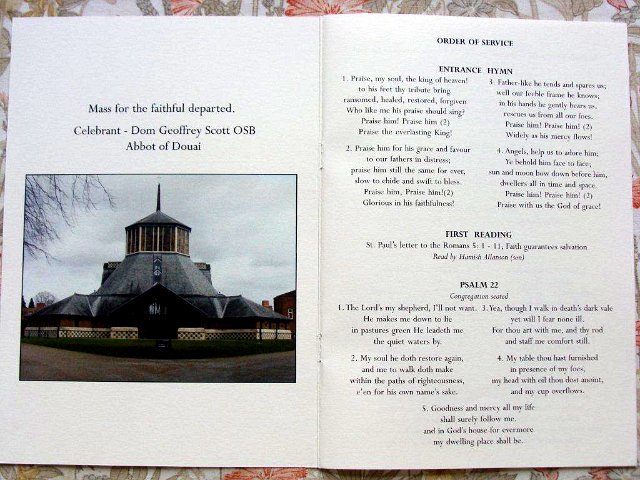 Mass for the faithful departed.
Celebrant - Dom Geoffrey Scott OSB
Abbot of Douai
ORDER OF SERVICE
ENTRANCE HYMN
1. Praise, my soul, the king of heaven!
to his feet thy tribute bring
ransomed, healed, restored, forgiven
Who like me his praise should sing?
Praise him! Praise him (2)
Praise the everlasting King!
2. Praise him for his grace and favour
to our fathers in distress;
praise him still the same for ever,
slow to chide and swift to bless.
Praise him, Praise him!(2)
Glorious in his faithfulness!
3. Father-like he tends and spares us;
well our feeble frame he knows;
in his hands he gently bears us,
rescues us from all our foes.
Praise him! Praise him! (2)
Widely as his mercy flows!
4. Angels, help us to adore him;
Ye behold him face to face;
sun and moon bow down before him,
dwellers all in time and space.
Praise him! Praise him! (2)
Praise with us the God of grace!
FIRST READING
St. Paul's letter to the Romans 5: 1 - 11, Faith guarantees salvation
Read by Hamish Allanson (son)
PSALM 22
Congregation seated
1. The Lord's my shepherd, I'll not want.
He makes me down to lie
in pastures green He leadeth me
the quiet waters by.
2. My soul he doth restore again,
and me to walk doth make
within the paths of righteousness,
e'en for his own name's sake.
3. Yea, though I walk in death's dark vale
yet will I fear none ill.
For thou art with me, and thy rod
and staff me comfort still.
4. My table thou hast furnished
in presence of my foes,
my head with oil thou dost anoint,
and my cup overflows.
5. Goodness and mercy all my life
shall surely follow me.
and in God's house for evermore
my dwelling place shall be.